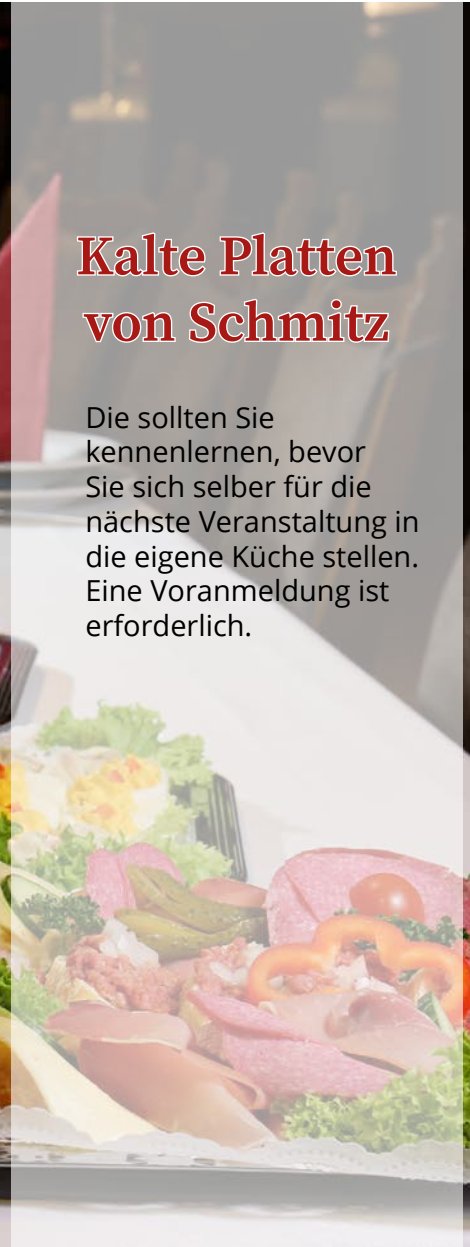 Kalte Platten
von Schmitz
Die sollten Sie
kennenlernen, bevor
Sie sich selber für die
nächste Veranstaltung in
die eigene Küche stellen.
Eine Voranmeldung ist
erforderlich.